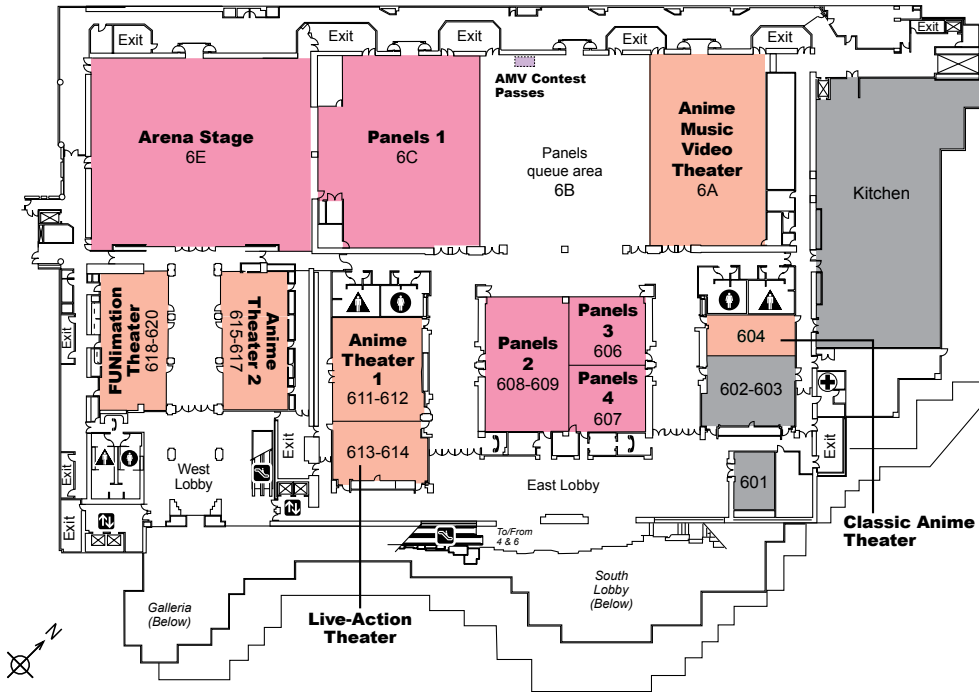 Exit
Exit
Exit
Exit
Exit
Exit
AMV Contest
Passes
Arena Stage
6E
Panels 1
6C
Panels
queue area
6B
Anime
Music
Video
Theater
6A
Kitchen
Exit
FUNimation
Theater
618-620
Anime
Theater 2
615-617
Anime
Theater
1
611-612
613-614
Panels
2
608-609
Panels
3
606
Panels
4
607
604
602-603
601
Exit
Exit
Exit
Exit
West
Lobby
East Lobby
To/From
4 & 6
Classic Anime
Theater
South
Lobby
(Below)
Galleria
(Below)
Live-Action
Theater
N